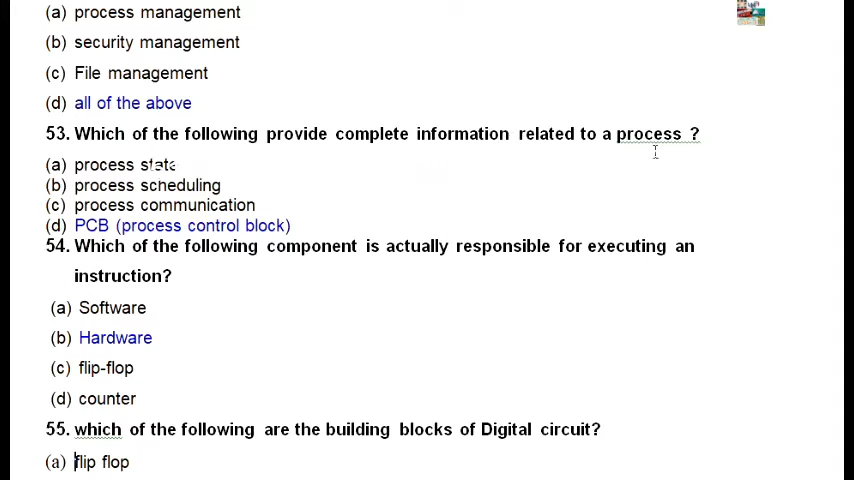 (a) process management
(b) security management
(c) File management
(d) all of the above
53. Which of the following provide complete information related to a process ?
(a) process state
(b) process scheduling
(c) process communication
(d) PCB (process control block)
54. Which of the following component is actually responsible for executing an
instruction?
(a) Software
(b) Hardware
(c) flip-flop
(d) counter
55. which of the following are the building blocks of Digital circuit?
(a) flip flop